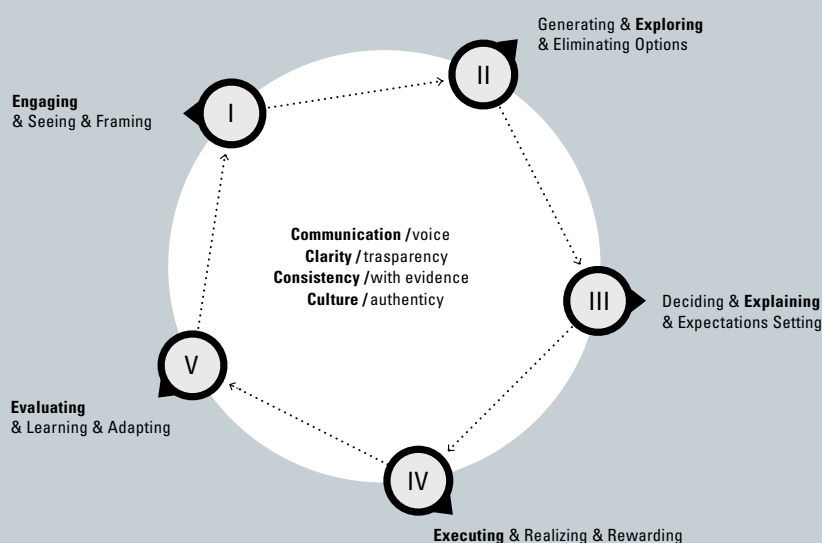 Generating & Exploring
& Eliminating Options
II
I
Engaging
& Seeing & Framing
Communication / voice
Clarity / trasparency
Consistency / with evidence
Culture / authenticy
III
Deciding & Explaining
& Expectations Setting
V
Evaluating
& Learning & Adapting
IV
Executing & Realizing & Rewarding